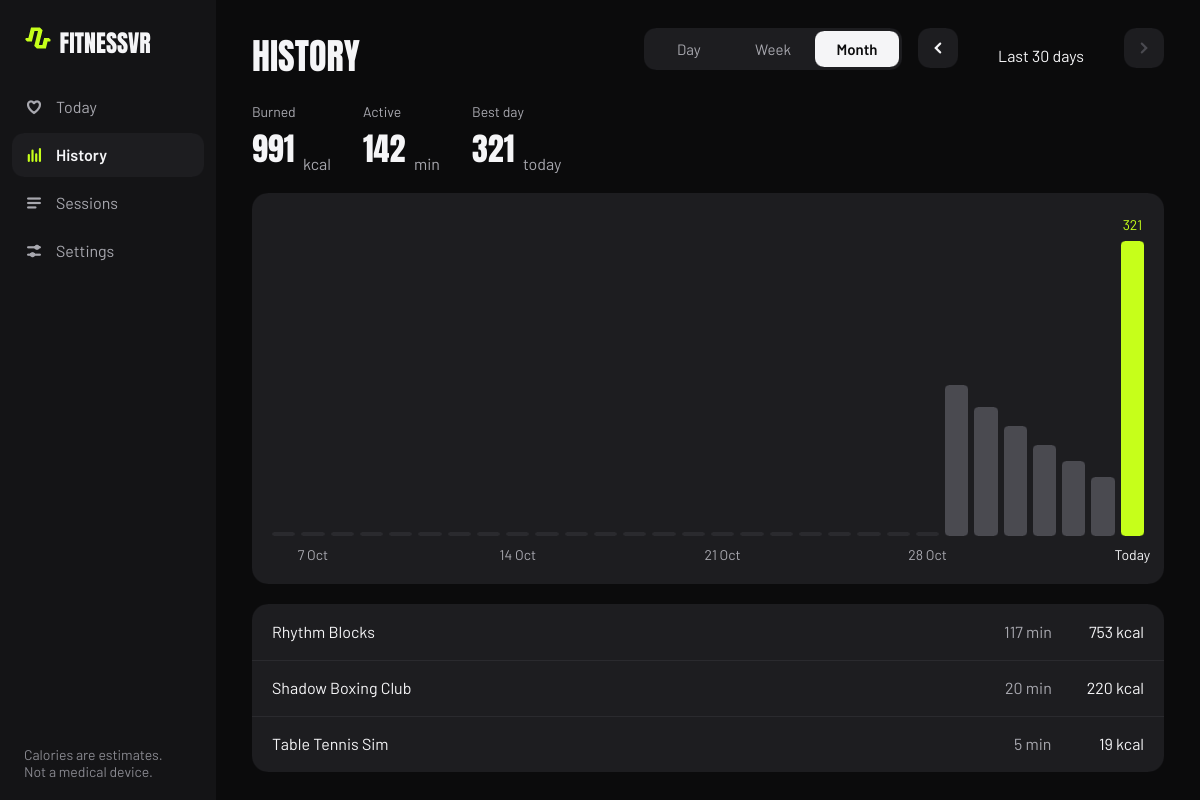 FITNESSVR
Today
History
Sessions
Settings
Calories are estimates.
Not a medical device.
HISTORY
Day Week Month
Last 30 days
Burned
991 kcal
Active
142 min
Best day
321 today
321
7 Oct 14 Oct 21 Oct 28 Oct Today
Rhythm Blocks 117 min 753 kcal
Shadow Boxing Club 20 min 220 kcal
Table Tennis Sim 5 min 19 kcal